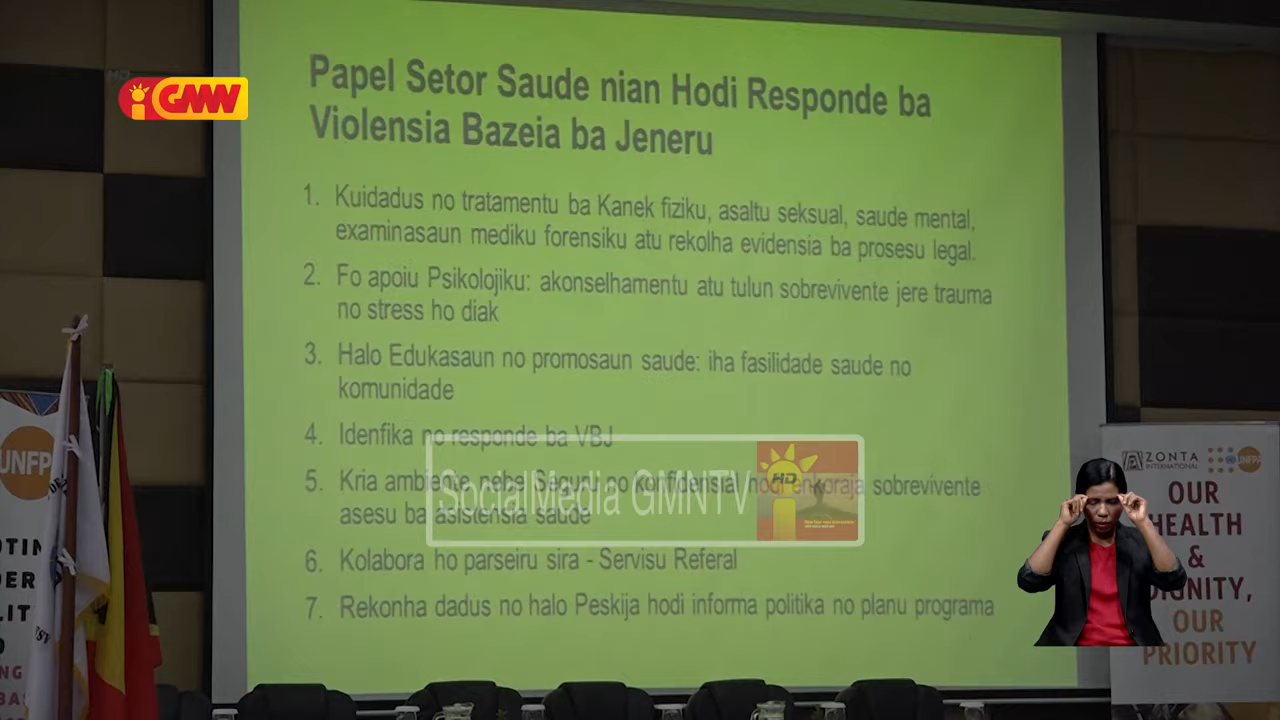 HD
GMN
Papel Setor Saude nian Hodi Responde ba
Violensia Bazeia ba Jeneru
1. Kuidadus no tratamentu ba Kanek fiziku, asaltu seksual, saude mental,
examinasaun mediku forensiku atu rekolha evidensia ba prosesu legal.
2. Fo apoiu Psikolojiku: akonselhamentu atu tulun sobrevivente jere trauma
no stress ho diak
3. Halo Edukasaun no promosaun saude: iha fasilidade saude no
komunidade
4. Idenfika no responde ba VBJ
5. Kria ambiente nebe Seguru no konfidensial hodi enkoraja sobrevivente
asesu ba asistensia saude
6. Kolabora ho parseiru sira - Servisu Referal
7. Rekonha dadus no halo Peskija hodi informa politika no planu programa
Social Media GMNTV
HD
UNFP
ZONTA
INTERNATIONAL
UNFPA
OUR
HEALTH
&
DIGNITY,
OUR
PRIORITY